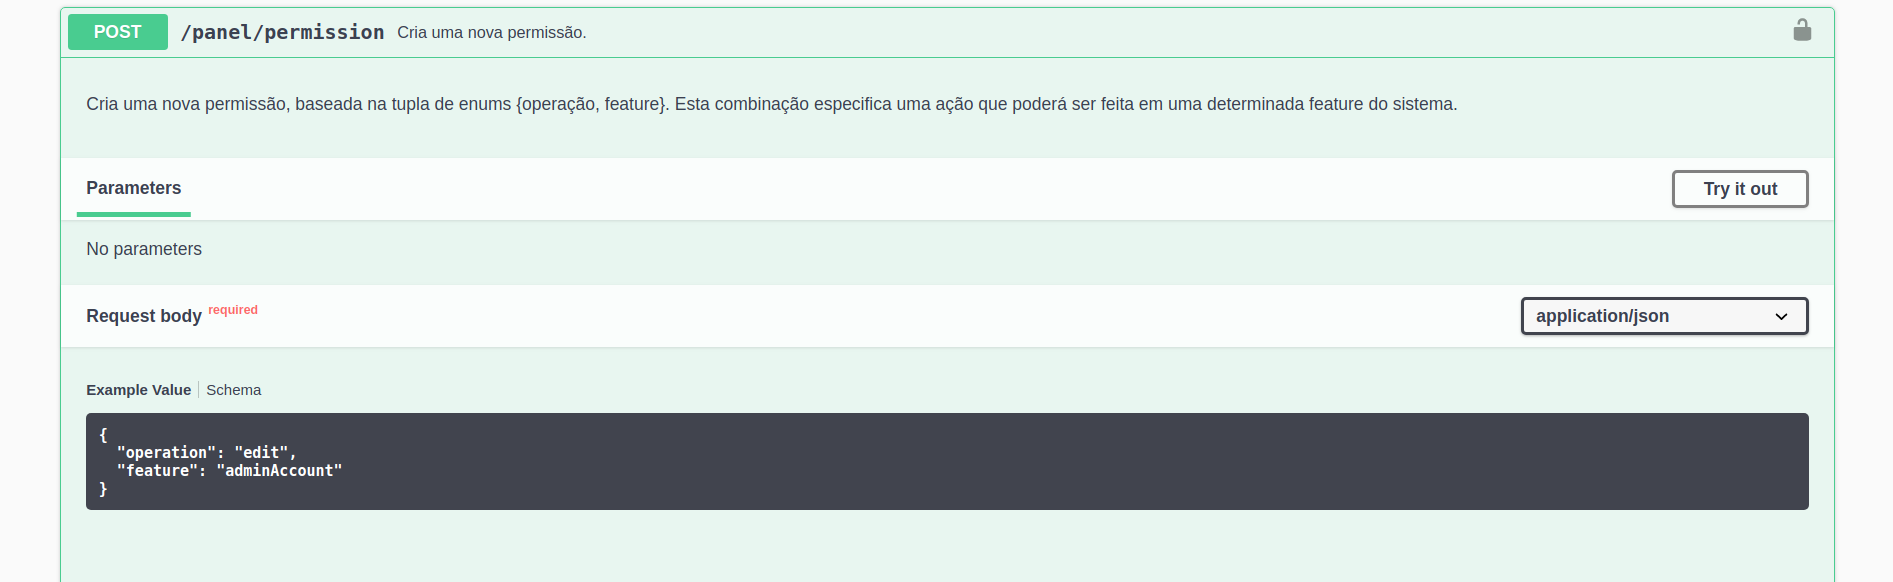 POST /panel/permission Cria uma nova permissão.
Cria uma nova permissão, baseada na tupla de enums {operação, feature}. Esta combinação especifica uma ação que poderá ser feita em uma determinada feature do sistema.
Parameters Try it out
No parameters
Request body required application/json
Example Value Schema
{
  "operation": "edit",
  "feature": "adminAccount"
}